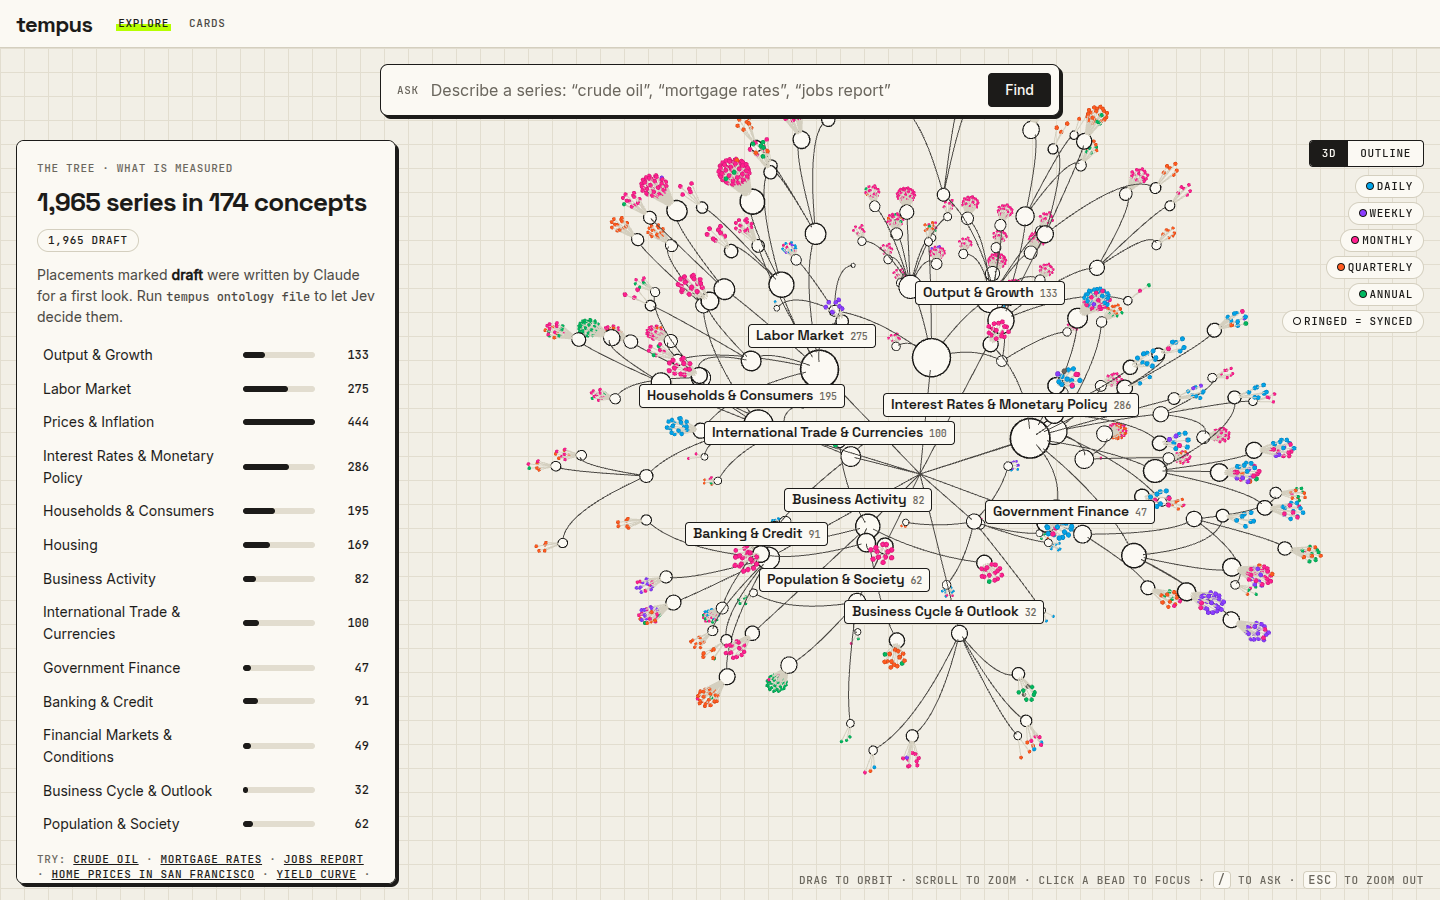 tempus
EXPLORE
CARDS
ASK
Describe a series: “crude oil”, “mortgage rates”, “jobs report”
Find
THE TREE · WHAT IS MEASURED
1,965 series in 174 concepts
1,965 DRAFT
Placements marked draft were written by Claude
for a first look. Run tempus ontology file to let Jev
decide them.
Output & Growth 133
Labor Market 275
Prices & Inflation 444
Interest Rates & Monetary
Policy 286
Households & Consumers 195
Housing 169
Business Activity 82
International Trade &
Currencies 100
Government Finance 47
Banking & Credit 91
Financial Markets &
Conditions 49
Business Cycle & Outlook 32
Population & Society 62
TRY: CRUDE OIL · MORTGAGE RATES · JOBS REPORT
· HOME PRICES IN SAN FRANCISCO · YIELD CURVE ·
Output & Growth 133
Labor Market 275
Households & Consumers 195
Interest Rates & Monetary Policy 286
International Trade & Currencies 100
Business Activity 82
Government Finance 47
Banking & Credit 91
Population & Society 62
Business Cycle & Outlook 32
3D OUTLINE
DAILY
WEEKLY
MONTHLY
QUARTERLY
ANNUAL
RINGED = SYNCED
DRAG TO ORBIT · SCROLL TO ZOOM · CLICK A BEAD TO FOCUS · / TO ASK · ESC TO ZOOM OUT